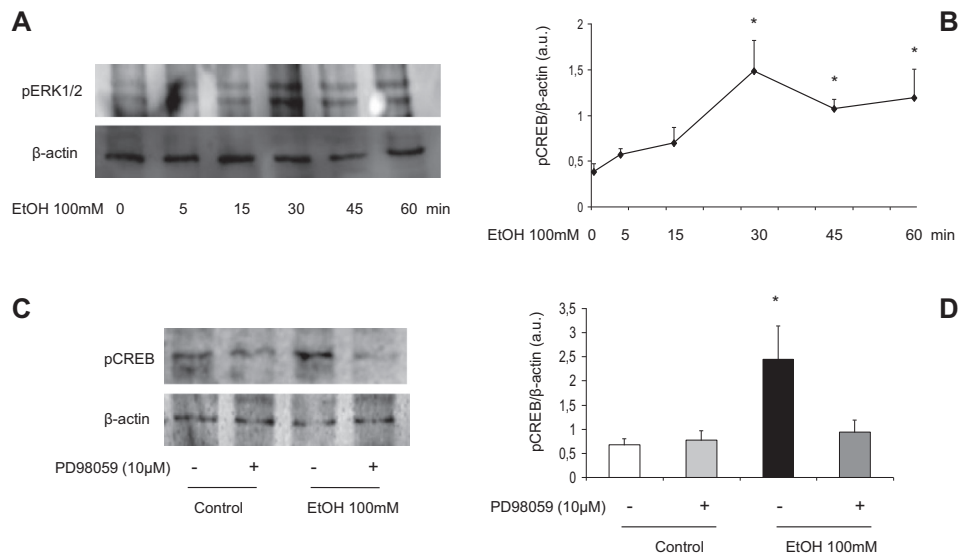 A
pERK1/2
β-actin
EtOH 100mM 0 5 15 30 45 60 min
B
pCREB/β-actin (a.u.)
2
1,5
1
0,5
0
* * *
EtOH 100mM 0 5 15 30 45 60 min
C
pCREB
β-actin
PD98059 (10µM) - + - +
Control EtOH 100mM
D
pCREB/β-actin (a.u.)
3,5
3
2,5
2
1,5
1
0,5
0
*
PD98059 (10µM) - + - +
Control EtOH 100mM